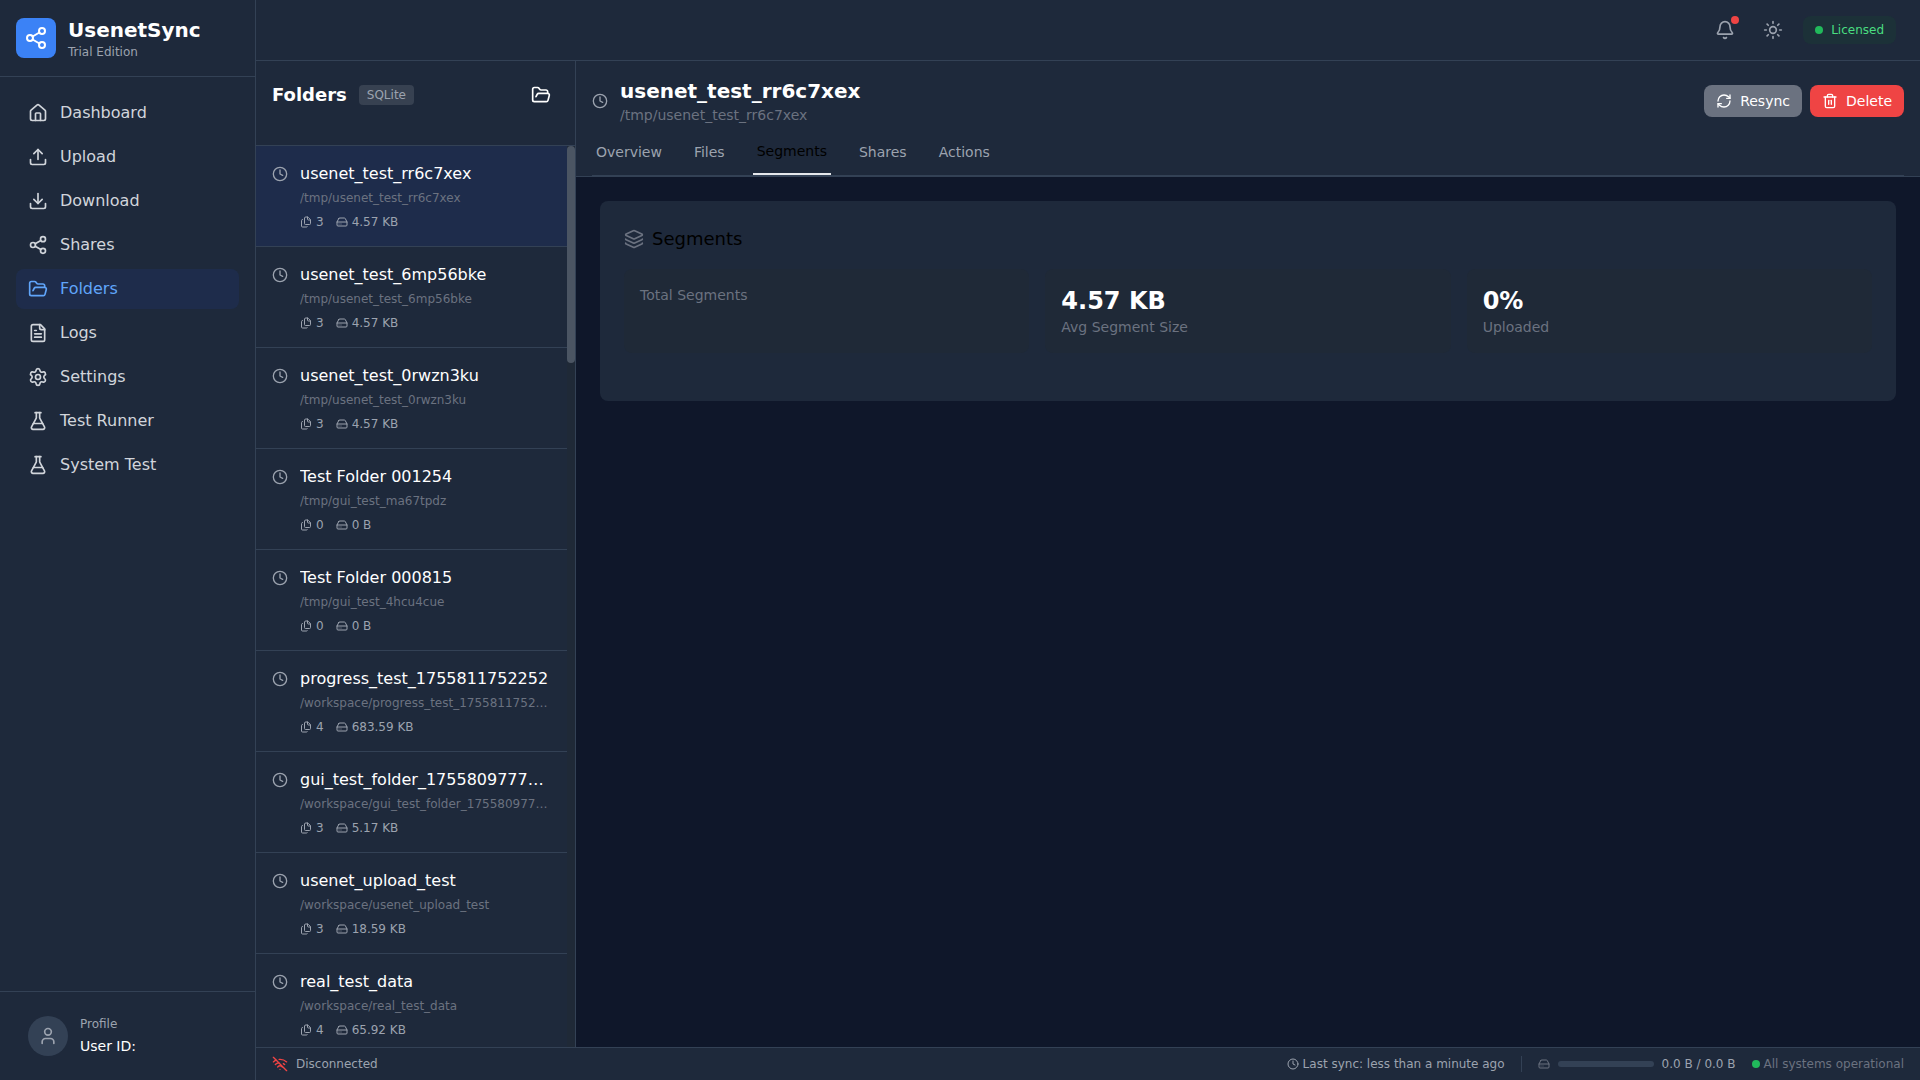 UsenetSync
Trial Edition
Dashboard
Upload
Download
Shares
Folders
Logs
Settings
Test Runner
System Test
Profile
User ID:
Licensed
Folders SQLite
usenet_test_rr6c7xex
/tmp/usenet_test_rr6c7xex
3 4.57 KB
usenet_test_6mp56bke
/tmp/usenet_test_6mp56bke
3 4.57 KB
usenet_test_0rwzn3ku
/tmp/usenet_test_0rwzn3ku
3 4.57 KB
Test Folder 001254
/tmp/gui_test_ma67tpdz
0 0 B
Test Folder 000815
/tmp/gui_test_4hcu4cue
0 0 B
progress_test_1755811752252
/workspace/progress_test_1755811752...
4 683.59 KB
gui_test_folder_1755809777...
/workspace/gui_test_folder_175580977...
3 5.17 KB
usenet_upload_test
/workspace/usenet_upload_test
3 18.59 KB
real_test_data
/workspace/real_test_data
4 65.92 KB
usenet_test_rr6c7xex
/tmp/usenet_test_rr6c7xex
Resync Delete
Overview Files Segments Shares Actions
Segments
Total Segments
4.57 KB
Avg Segment Size
0%
Uploaded
Disconnected
Last sync: less than a minute ago
0.0 B / 0.0 B
All systems operational